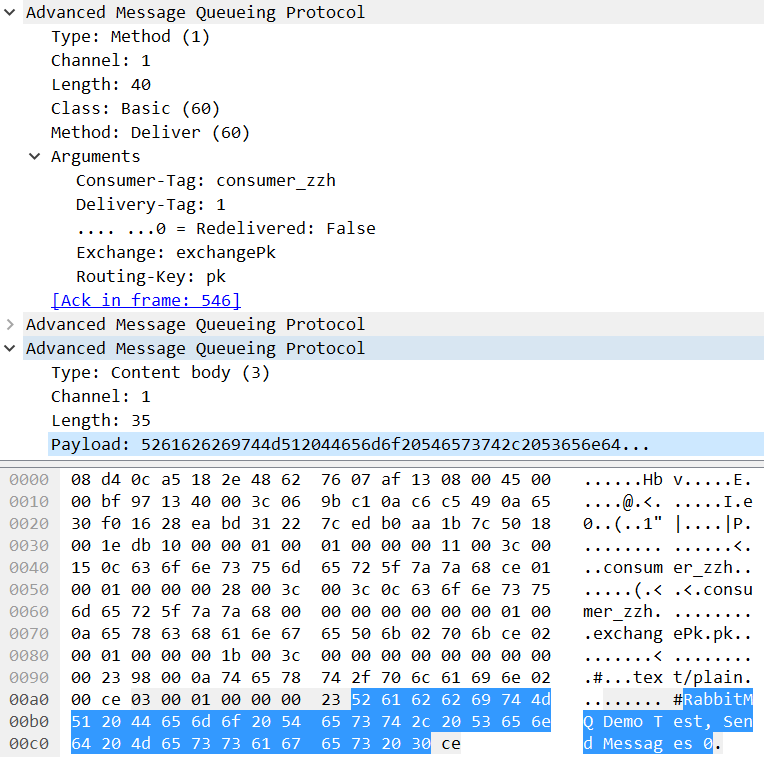 Advanced Message Queueing Protocol
Type: Method (1)
Channel: 1
Length: 40
Class: Basic (60)
Method: Deliver (60)
Arguments
Consumer-Tag: consumer_zzh
Delivery-Tag: 1
.... ...0 = Redelivered: False
Exchange: exchangePk
Routing-Key: pk
[Ack in frame: 546]
Advanced Message Queueing Protocol
Advanced Message Queueing Protocol
Type: Content body (3)
Channel: 1
Length: 35
Payload: 5261626269744d512044656d6f20546573742c2053656e64...
0000 08 d4 0c a5 18 2e 48 62 76 07 af 13 08 00 45 00 ......Hb v.....E.
0010 00 bf 97 13 40 00 3c 06 9b c1 0a c6 c5 49 0a 65 ....@.<. .....I.e
0020 30 f0 16 28 ea bd 31 22 7c ed b0 aa 1b 7c 50 18 0..(..1" |....|P.
0030 00 1e db 10 00 00 01 00 01 00 00 00 11 00 3c 00 ........ ......<.
0040 15 0c 63 6f 6e 73 75 6d 65 72 5f 7a 7a 68 ce 01 ..consum er_zzh..
0050 00 01 00 00 00 28 00 3c 00 3c 0c 63 6f 6e 73 75 .....(.< .<.consu
0060 6d 65 72 5f 7a 7a 68 00 00 00 00 00 00 00 01 00 mer_zzh. ........
0070 0a 65 78 63 68 61 6e 67 65 50 6b 02 70 6b ce 02 .exchang ePk.pk..
0080 00 01 00 00 00 1b 00 3c 00 00 00 00 00 00 00 00 .......< ........
0090 00 23 98 00 0a 74 65 78 74 2f 70 6c 61 69 6e 02 .#...tex t/plain.
00a0 00 ce 03 00 01 00 00 00 23 52 61 62 62 69 74 4d ........ #RabbitM
00b0 51 20 44 65 6d 6f 20 54 65 73 74 2c 20 53 65 6e Q Demo T est, Sen
00c0 64 20 4d 65 73 73 61 67 65 73 20 30 ce d Messag es 0.